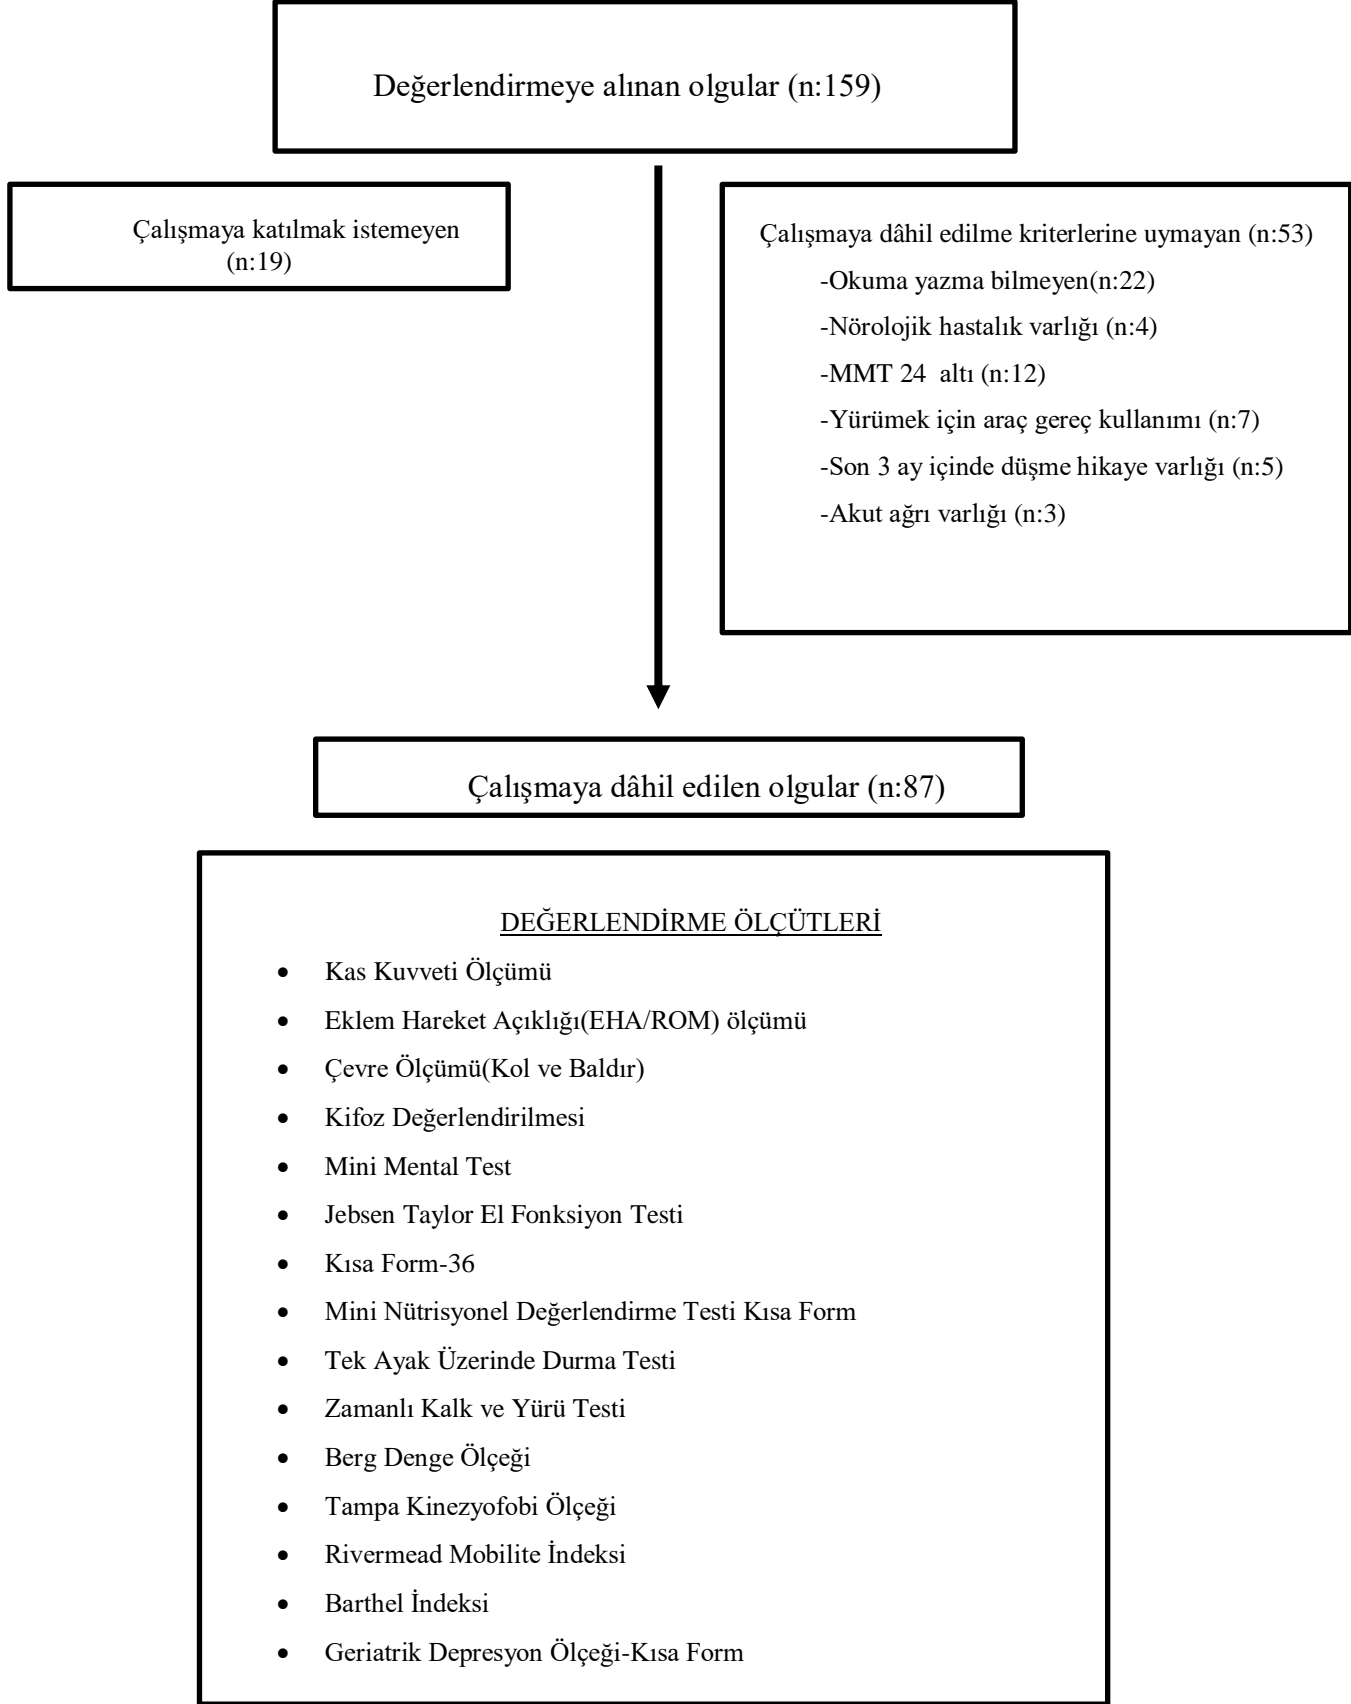 Değerlendirmeye alınan olgular (n:159)
Çalışmaya katılmak istemeyen
(n:19)
Çalışmaya dâhil edilme kriterlerine uymayan (n:53)
-Okuma yazma bilmeyen(n:22)
-Nörolojik hastalık varlığı (n:4)
-MMT 24 altı (n:12)
-Yürümek için araç gereç kullanımı (n:7)
-Son 3 ay içinde düşme hikaye varlığı (n:5)
-Akut ağrı varlığı (n:3)
Çalışmaya dâhil edilen olgular (n:87)
DEĞERLENDİRME ÖLÇÜTLERİ
• Kas Kuvveti Ölçümü
• Eklem Hareket Açıklığı(EHA/ROM) ölçümü
• Çevre Ölçümü(Kol ve Baldır)
• Kifoz Değerlendirilmesi
• Mini Mental Test
• Jebsen Taylor El Fonksiyon Testi
• Kısa Form-36
• Mini Nütrisyonel Değerlendirme Testi Kısa Form
• Tek Ayak Üzerinde Durma Testi
• Zamanlı Kalk ve Yürü Testi
• Berg Denge Ölçeği
• Tampa Kinezyofobi Ölçeği
• Rivermead Mobilite İndeksi
• Barthel İndeksi
• Geriatrik Depresyon Ölçeği-Kısa Form